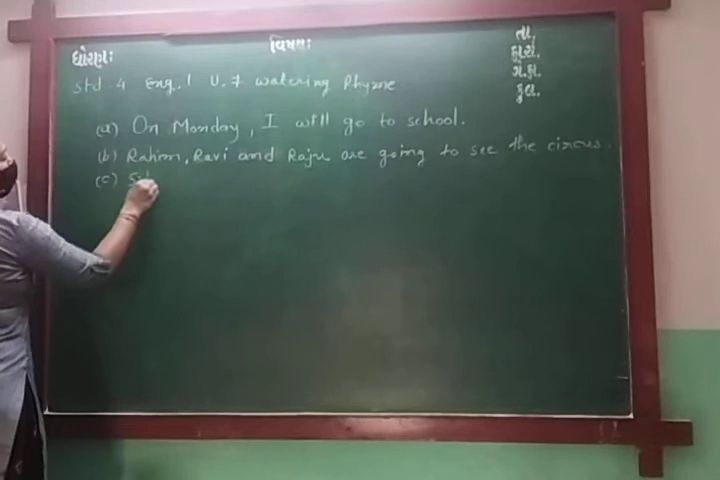 ધોરણઃ વિષયઃ તા.
હાસં.
ગે.હા.
કુલ.
std 4 Eng.1 U.7 watering Rhyme
(a) On Monday, I will go to school.
(b) Rahim, Ravi and Raju are going to see the circus.
(c)